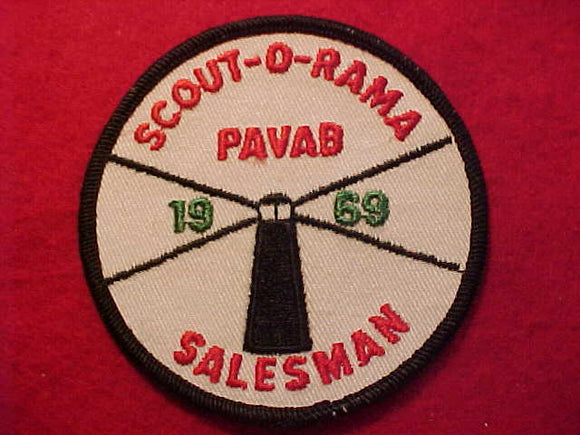 SCOUT-O-RAMA
PAVAB
19 69
SALESMAN